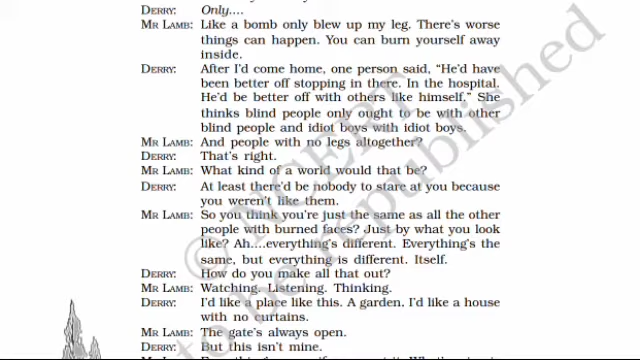 DERRY: Only....
MR LAMB: Like a bomb only blew up my leg. There's worse
things can happen. You can burn yourself away
inside.
DERRY: After I'd come home, one person said, “He'd have
been better off stopping in there. In the hospital.
He'd be better off with others like himself.” She
thinks blind people only ought to be with other
blind people and idiot boys with idiot boys.
MR LAMB: And people with no legs altogether?
DERRY: That's right.
MR LAMB: What kind of a world would that be?
DERRY: At least there'd be nobody to stare at you because
you weren't like them.
MR LAMB: So you think you're just the same as all the other
people with burned faces? Just by what you look
like? Ah....everything's different. Everything's the
same, but everything is different. Itself.
DERRY: How do you make all that out?
MR LAMB: Watching. Listening. Thinking.
DERRY: I'd like a place like this. A garden. I'd like a house
with no curtains.
MR LAMB: The gate's always open.
DERRY: But this isn't mine.
© NCERT
to be republished